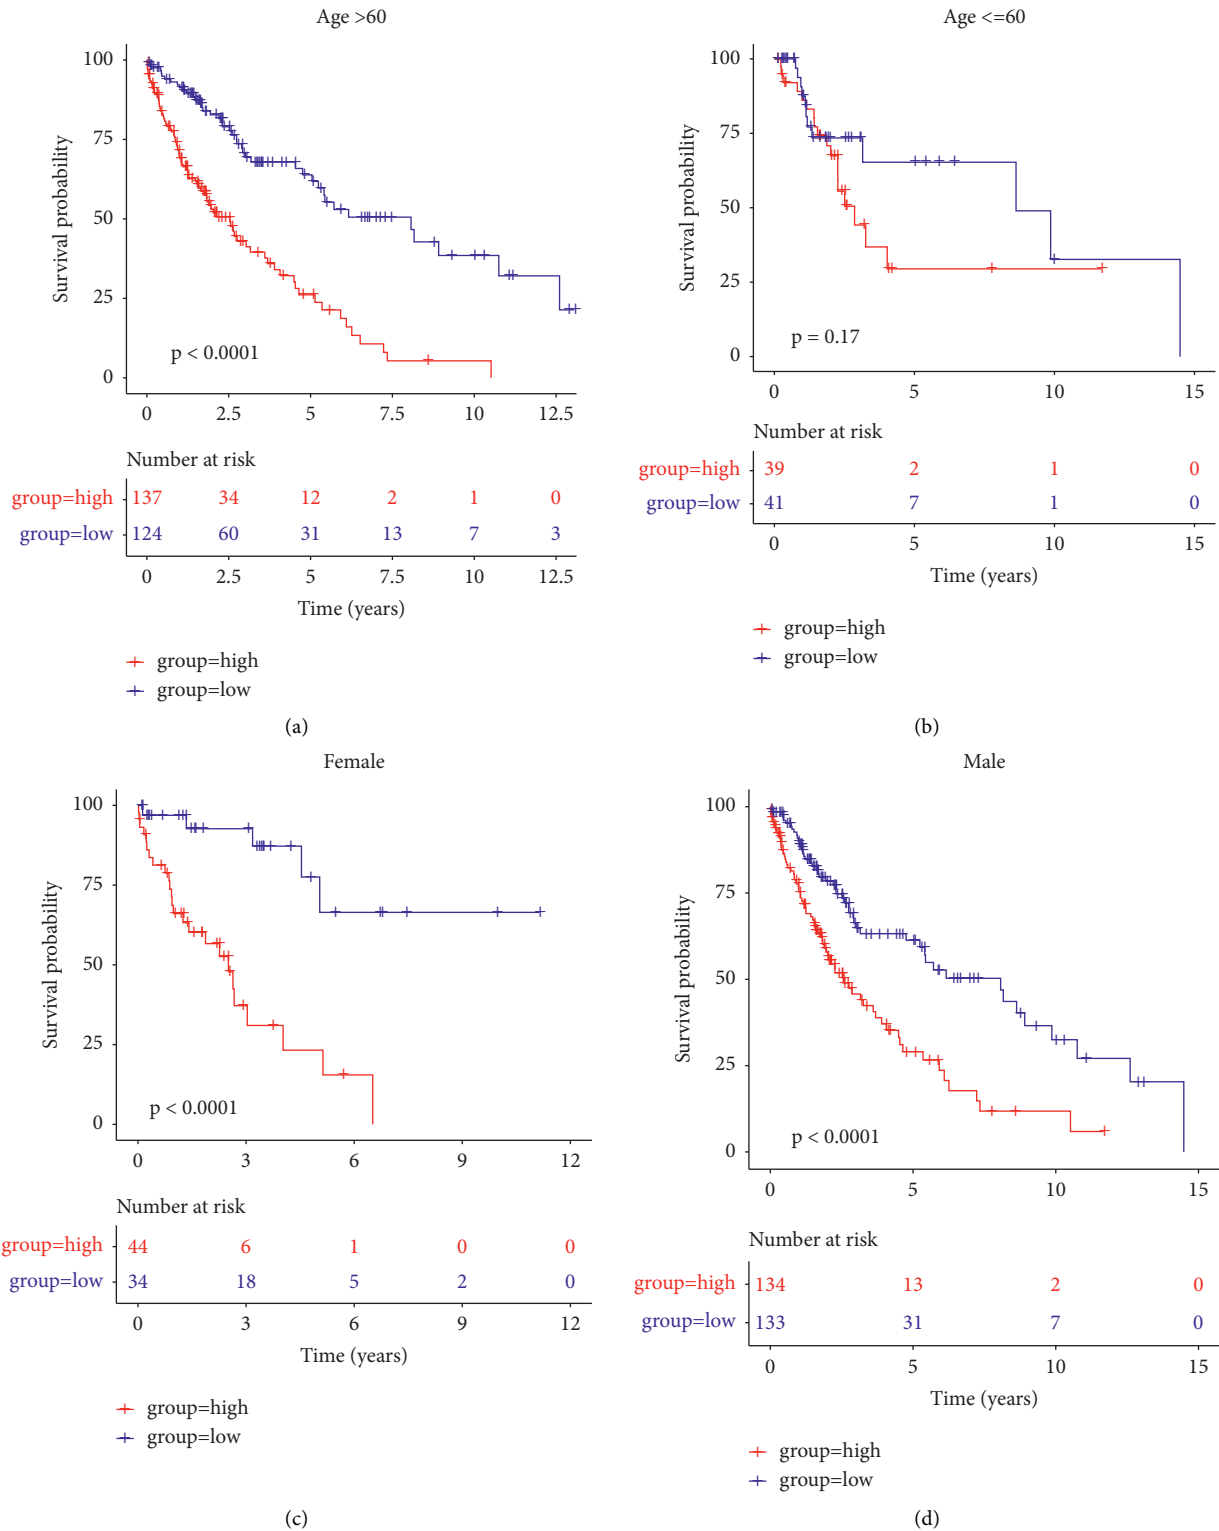 Age >60
Survival probability
100
75
50
25
0
p < 0.0001
0 2.5 5 7.5 10 12.5
Number at risk
group=high 137 34 12 2 1 0
group=low 124 60 31 13 7 3
0 2.5 5 7.5 10 12.5
Time (years)
group=high
group=low
(a)
Age <=60
Survival probability
100
75
50
25
0
p = 0.17
0 5 10 15
Number at risk
group=high 39 2 1 0
group=low 41 7 1 0
0 5 10 15
Time (years)
group=high
group=low
(b)
Female
Survival probability
100
75
50
25
0
p < 0.0001
0 3 6 9 12
Number at risk
group=high 44 6 1 0 0
group=low 34 18 5 2 0
0 3 6 9 12
Time (years)
group=high
group=low
(c)
Male
Survival probability
100
75
50
25
0
p < 0.0001
0 5 10 15
Number at risk
group=high 134 13 2 0
group=low 133 31 7 0
0 5 10 15
Time (years)
group=high
group=low
(d)